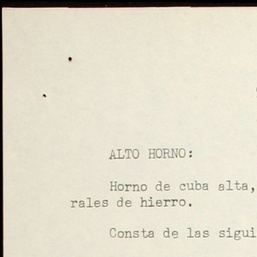 ALTO HORNO:
Horno de cuba alta,
rales de hierro.
Consta de las sigui